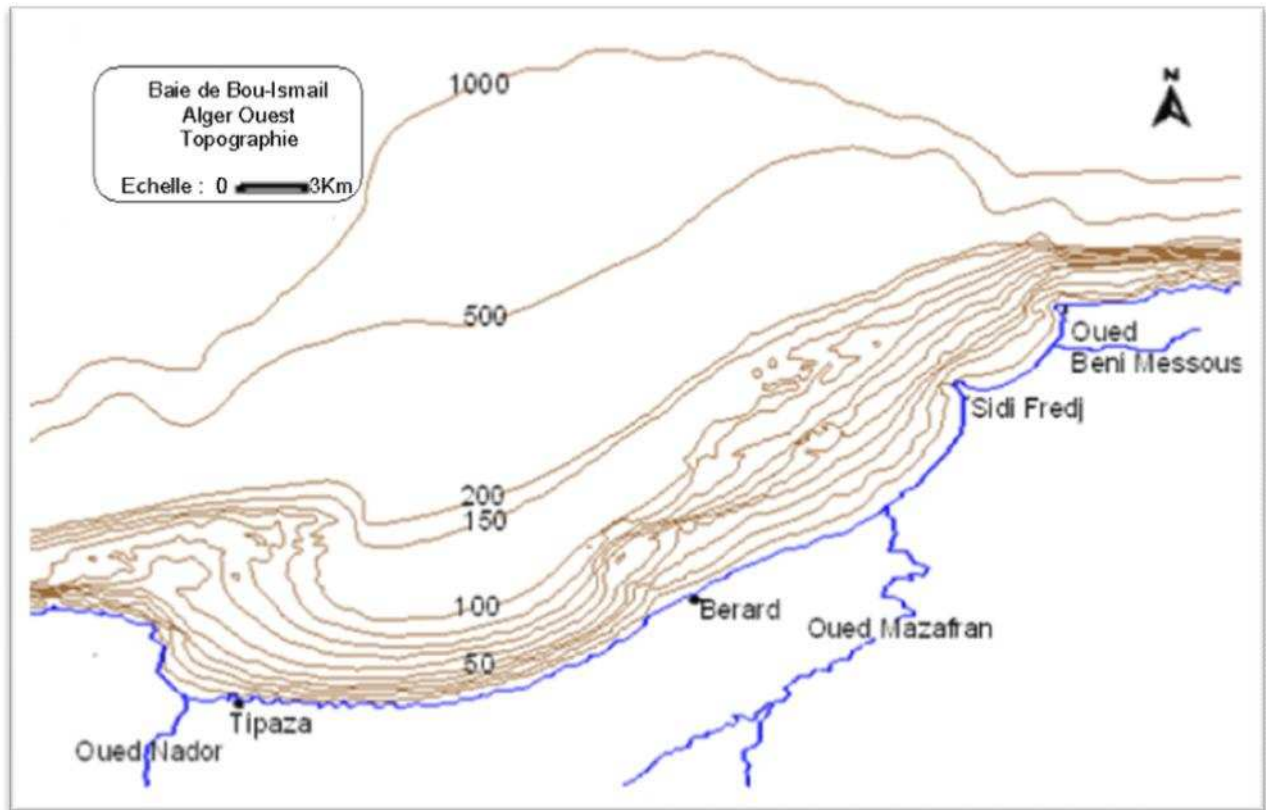 Baie de Bou-Ismail
Alger Ouest
Topographie
Echelle : 0 3Km
N
1000
500
200
150
100
50
Oued
Beni Messous
Sidi Fredj
Berard
Oued Mazafran
Tipaza
Oued Nador